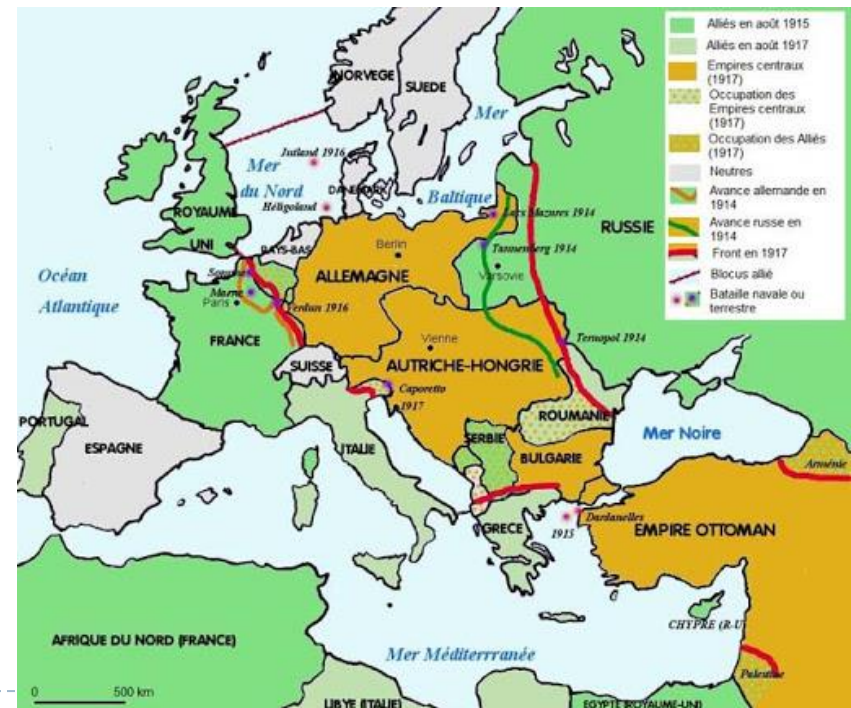 Alliés en août 1915
Alliés en août 1917
Empires centraux
(1917)
Occupation des
Empires centraux
(1917)
Occupation des Alliés
(1917)
Neutres
Avance allemande en
1914
Avance russe en
1914
Front en 1917
Blocus allié
Bataille navale ou
terrestre
NORVEGE
SUEDE
Mer
Baltique
Jutland 1916
Mer
du Nord
Héligoland
DANEMARK
ROYAUME
UNI
PAYS-BAS
Lacs Mazures 1914
Tannenberg 1914
RUSSIE
Berlin
Varsovie
ALLEMAGNE
Océan
Atlantique
Somme
Marne
Paris
Verdun 1916
FRANCE
Vienne
Ternopol 1914
SUISSE
AUTRICHE-HONGRIE
Caporetto
1917
ROUMANIE
PORTUGAL
ESPAGNE
ITALIE
SERBIE
BULGARIE
Mer Noire
Arménie
GRECE
Dardanelles
1915
EMPIRE OTTOMAN
CHYPRE (R-U
AFRIQUE DU NORD (FRANCE)
Mer Méditerrranée
Palestine
0 500 km
LIBYE (ITALIE)
EGYPTE (ROYAUME-UNI)